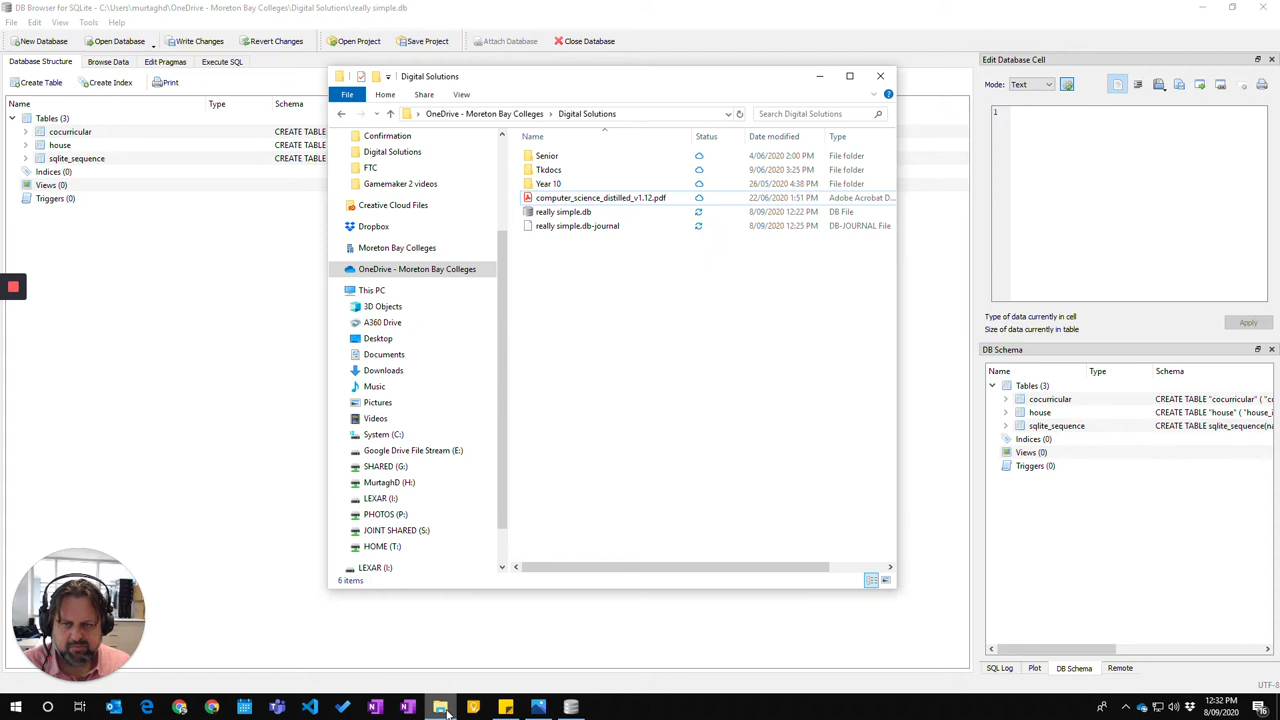 DB Browser for SQLite - C:\Users\murtaghd\OneDrive - Moreton Bay Colleges\Digital Solutions\really simple.db
File Edit View Tools Help
New Database Open Database Write Changes Revert Changes Open Project Save Project Attach Database Close Database
Database Structure Browse Data Edit Pragmas Execute SQL
Create Table Create Index Print
Name Type Schema
Tables (3)
cocurricular CREATE TABLE
house CREATE TABLE
sqlite_sequence CREATE TABLE
Indices (0)
Views (0)
Triggers (0)
Digital Solutions
File Home Share View
OneDrive - Moreton Bay Colleges Digital Solutions Search Digital Solutions
Confirmation
Digital Solutions
FTC
Gamemaker 2 videos
Creative Cloud Files
Dropbox
Moreton Bay Colleges
OneDrive - Moreton Bay Colleges
This PC
3D Objects
A360 Drive
Desktop
Documents
Downloads
Music
Pictures
Videos
System (C:)
Google Drive File Stream (E:)
SHARED (G:)
MurtaghD (H:)
LEXAR (I:)
PHOTOS (P:)
JOINT SHARED (S:)
HOME (T:)
LEXAR (I:)
Name Status Date modified Type
Senior 4/06/2020 2:00 PM File folder
Tkdocs 9/06/2020 3:25 PM File folder
Year 10 26/05/2020 4:38 PM File folder
computer_science_distilled_v1.12.pdf 22/06/2020 1:51 PM Adobe Acrobat D...
really simple.db 8/09/2020 12:22 PM DB File
really simple.db-journal 8/09/2020 12:25 PM DB-JOURNAL File
6 items
Edit Database Cell
Mode: Text
1
Type of data currently in cell
Size of data currently in table
Apply
DB Schema
Name Type Schema
Tables (3)
cocurricular CREATE TABLE "cocurricular" ( "cc
house CREATE TABLE "house" ( "house_i
sqlite_sequence CREATE TABLE sqlite_sequence(na
Indices (0)
Views (0)
Triggers (0)
SQL Log Plot DB Schema Remote
UTF-8
12:32 PM
8/09/2020
16